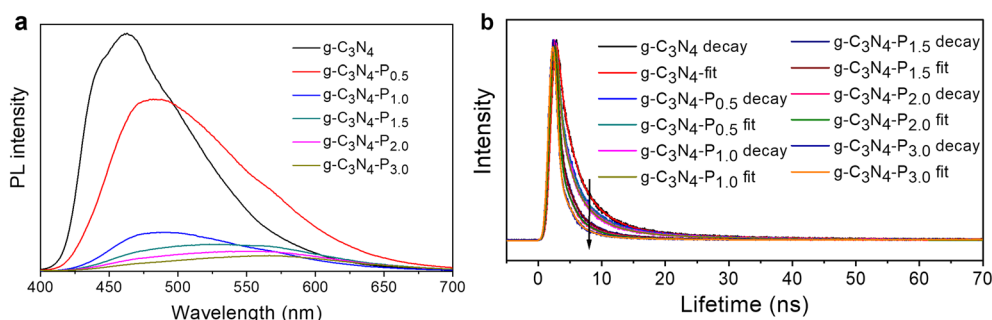 a
PL intensity
g-C₃N₄
g-C₃N₄-P₀.₅
g-C₃N₄-P₁.₀
g-C₃N₄-P₁.₅
g-C₃N₄-P₂.₀
g-C₃N₄-P₃.₀
400 450 500 550 600 650 700
Wavelength (nm)
b
Intensity
g-C₃N₄ decay
g-C₃N₄-fit
g-C₃N₄-P₀.₅ decay
g-C₃N₄-P₀.₅ fit
g-C₃N₄-P₁.₀ decay
g-C₃N₄-P₁.₀ fit
g-C₃N₄-P₁.₅ decay
g-C₃N₄-P₁.₅ fit
g-C₃N₄-P₂.₀ decay
g-C₃N₄-P₂.₀ fit
g-C₃N₄-P₃.₀ decay
g-C₃N₄-P₃.₀ fit
0 10 20 30 40 50 60 70
Lifetime (ns)